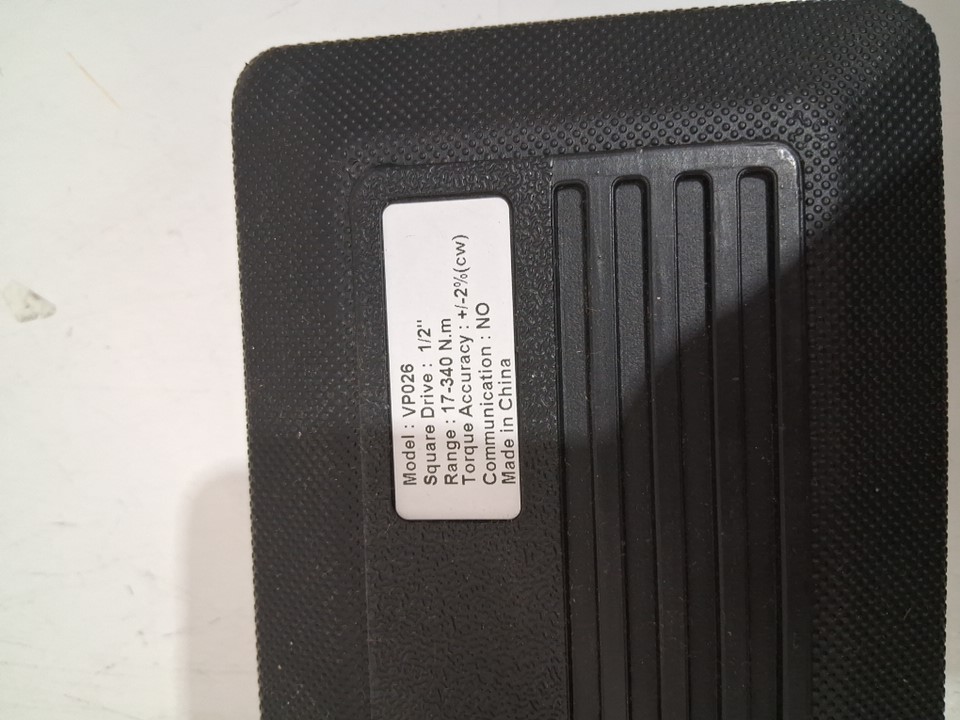 Model : VP026
Square Drive : 1/2"
Range : 17-340 N.m
Torque Accuracy : +/-2%(cw)
Communication : NO
Made in China